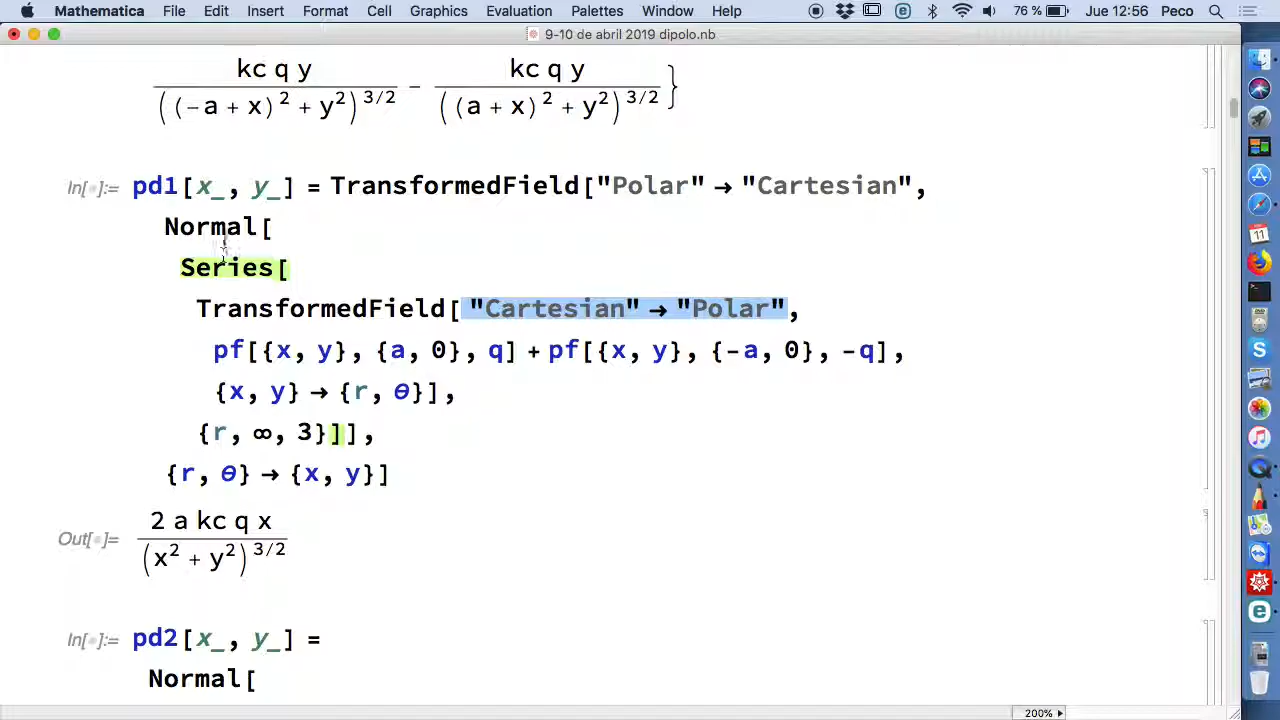 Mathematica File Edit Insert Format Cell Graphics Evaluation Palettes Window Help 76 % Jue 12:56 Peco
9-10 de abril 2019 dipolo.nb
kc q y / ((-a + x)^2 + y^2)^3/2 - kc q y / ((a + x)^2 + y^2)^3/2 }
In[ ]:= pd1[x_, y_] = TransformedField["Polar" → "Cartesian",
Normal[
Series[
TransformedField["Cartesian" → "Polar",
pf[{x, y}, {a, 0}, q] + pf[{x, y}, {-a, 0}, -q],
{x, y} → {r, θ}],
{r, ∞, 3}]],
{r, θ} → {x, y}]
Out[ ]= 2 a kc q x / (x^2 + y^2)^3/2
In[ ]:= pd2[x_, y_] =
Normal[
200%